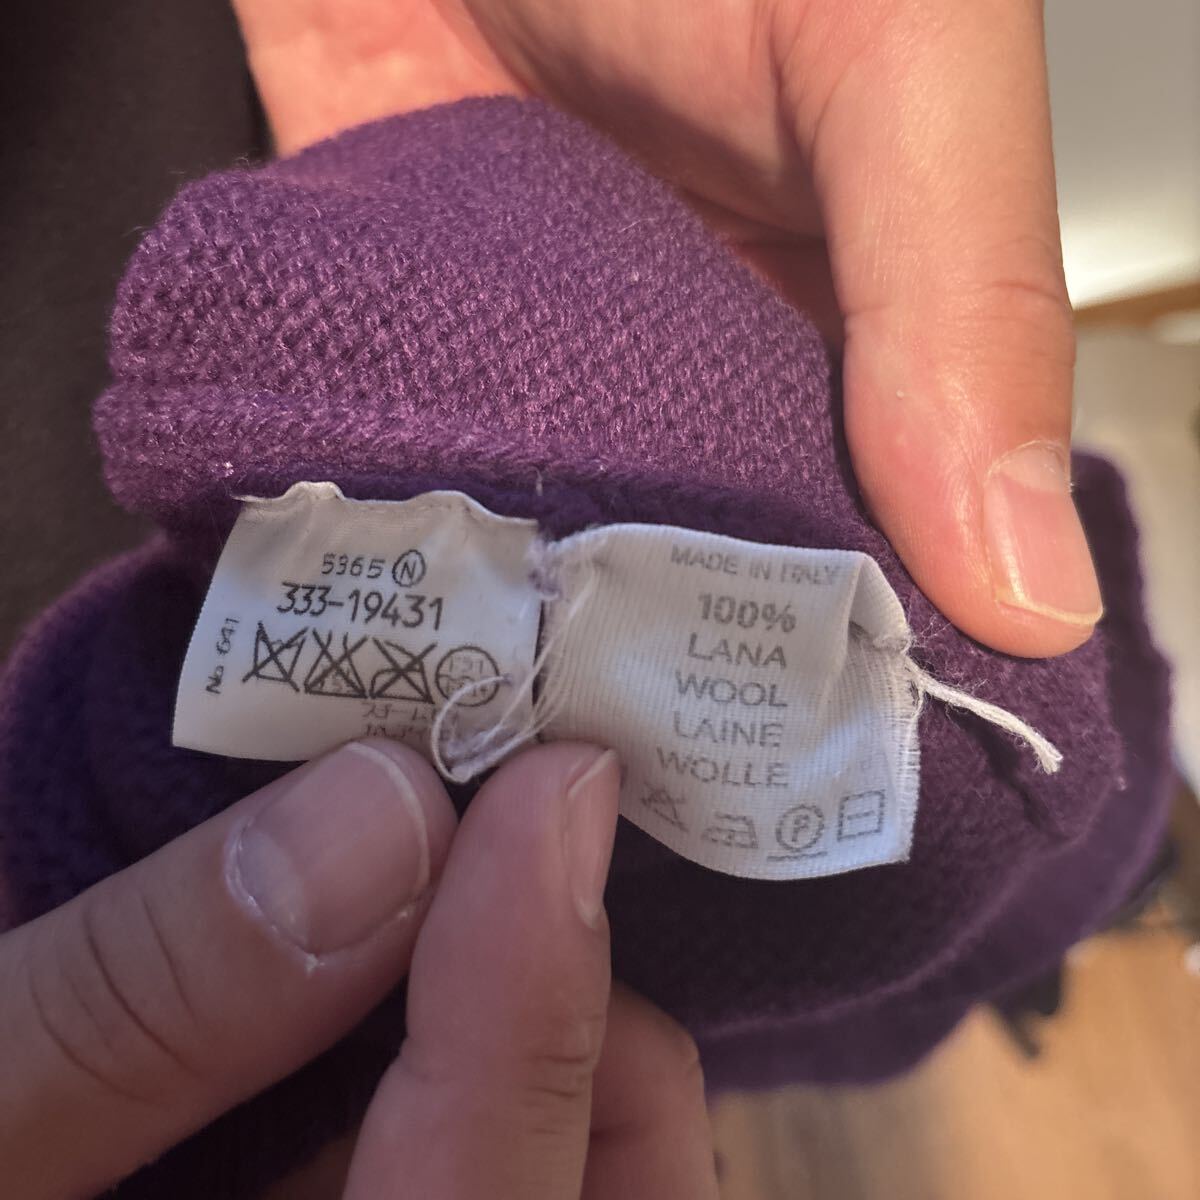 5365 N
333-19431
No 641
MADE IN ITALY
100%
LANA
WOOL
LAINE
WOLLE
P